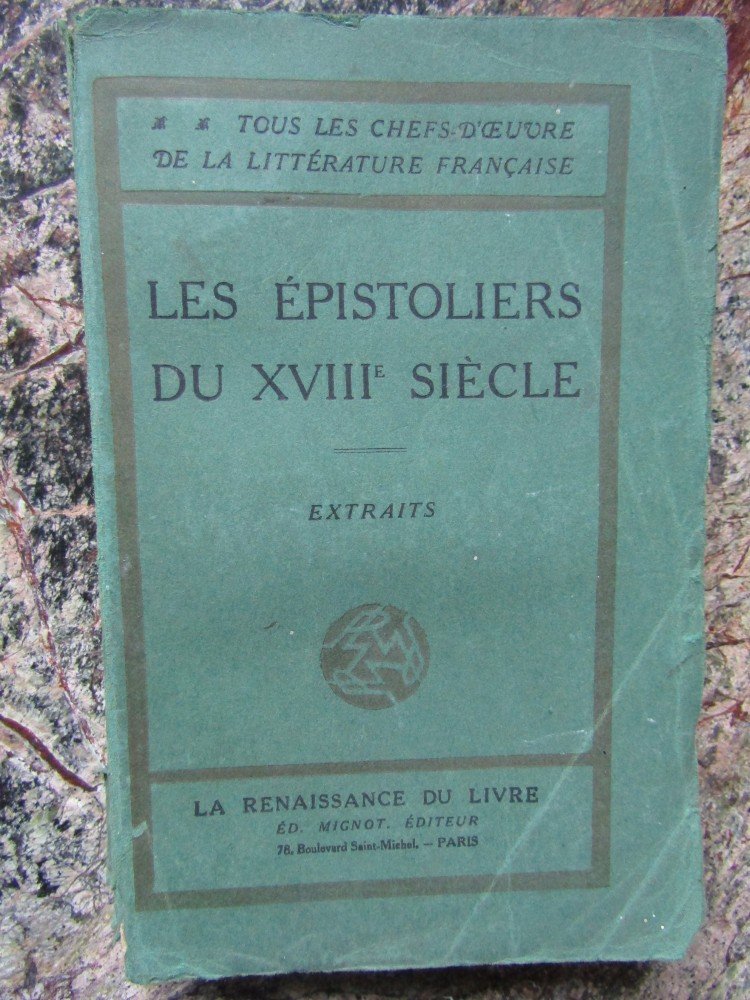 TOUS LES CHEFS-D'ŒUVRE
DE LA LITTÉRATURE FRANÇAISE
LES ÉPISTOLIERS
DU XVIIIE SIÈCLE
EXTRAITS
LA RENAISSANCE DU LIVRE
ÉD. MIGNOT, ÉDITEUR
78, Boulevard Saint-Michel. — PARIS